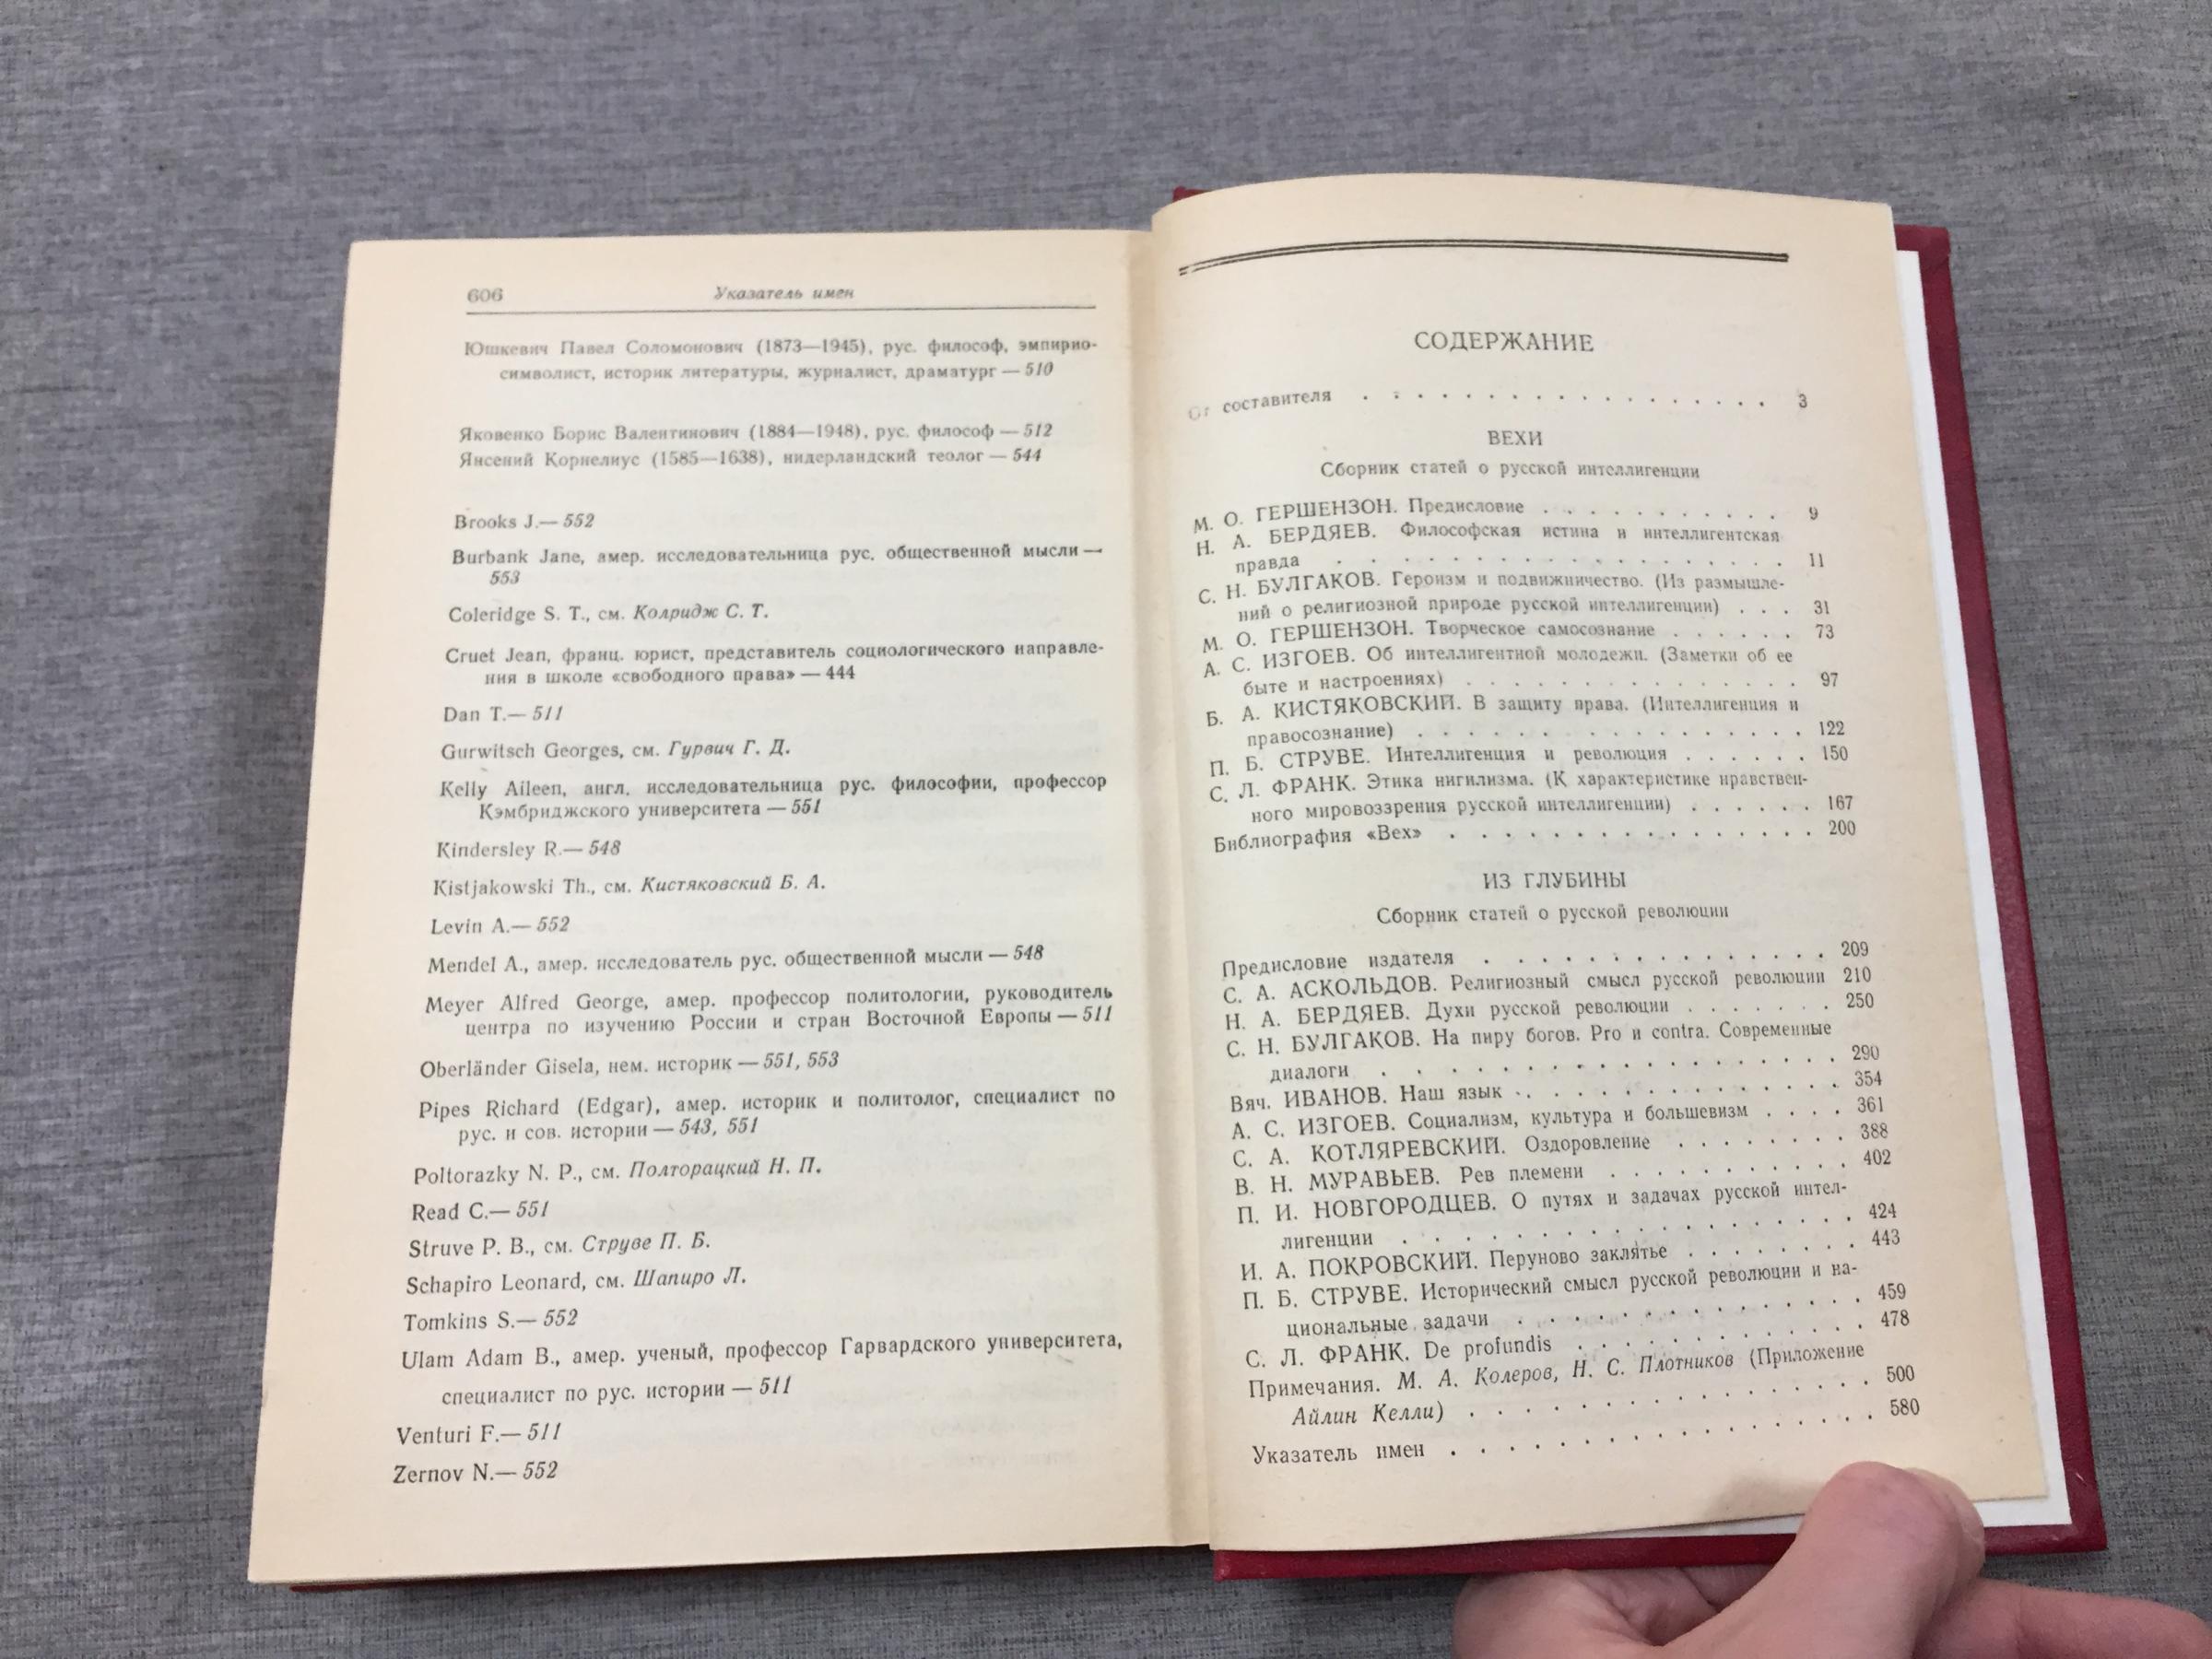 606
Указатель имен
Юшкевич Павел Соломонович (1873—1945), рус. философ, эмпирио-
символист, историк литературы, журналист, драматург — 510
Яковенко Борис Валентинович (1884—1948), рус. философ — 512
Янсений Корнелиус (1585—1638), нидерландский теолог — 544
Brooks J.— 552
Burbank Jane, амер. исследовательница рус. общественной мысли —
553
Coleridge S. T., см. Колридж С. Т.
Cruet Jean, франц. юрист, представитель социологического направле-
ния в школе «свободного права» — 444
Dan T.— 511
Gurwitsch Georges, см. Гурвич Г. Д.
Kelly Aileen, англ. исследовательница рус. философии, профессор
Кэмбриджского университета — 551
Kindersley R.— 548
Kistjakowski Th., см. Кистяковский Б. А.
Levin A.— 552
Mendel A., амер. исследователь рус. общественной мысли — 548
Meyer Alfred George, амер. профессор политологии, руководитель
центра по изучению России и стран Восточной Европы — 511
Oberländer Gisela, нем. историк — 551, 553
Pipes Richard (Edgar), амер. историк и политолог, специалист по
рус. и сов. истории — 543, 551
Poltorazky N. P., см. Полторацкий Н. П.
Read C.— 551
Struve P. B., см. Струве П. Б.
Schapiro Leonard, см. Шапиро Л.
Tomkins S.— 552
Ulam Adam B., амер. ученый, профессор Гарвардского университета,
специалист по рус. истории — 511
Venturi F.— 511
Zernov N.— 552
СОДЕРЖАНИЕ
От составителя . . . . . . . . . . . . . . . . . . 3
ВЕХИ
Сборник статей о русской интеллигенции
М. О. ГЕРШЕНЗОН. Предисловие . . . . . . . . . . . 9
Н. А. БЕРДЯЕВ. Философская истина и интеллигентская
правда . . . . . . . . . . . . . . . . . 11
С. Н. БУЛГАКОВ. Героизм и подвижничество. (Из размышле-
ний о религиозной природе русской интеллигенции) . . . 31
М. О. ГЕРШЕНЗОН. Творческое самосознание . . . . . . 73
А. С. ИЗГОЕВ. Об интеллигентной молодежи. (Заметки об ее
быте и настроениях) . . . . . . . . . . . . . . 97
Б. А. КИСТЯКОВСКИЙ. В защиту права. (Интеллигенция и
правосознание) . . . . . . . . . . . . . . . . 122
П. Б. СТРУВЕ. Интеллигенция и революция . . . . . . 150
С. Л. ФРАНК. Этика нигилизма. (К характеристике нравствен-
ного мировоззрения русской интеллигенции) . . . . . . 167
Библиография «Вех» . . . . . . . . . . . . . . . 200
ИЗ ГЛУБИНЫ
Сборник статей о русской революции
Предисловие издателя . . . . . . . . . . . . . . 209
С. А. АСКОЛЬДОВ. Религиозный смысл русской революции 210
Н. А. БЕРДЯЕВ. Духи русской революции . . . . . . . 250
С. Н. БУЛГАКОВ. На пиру богов. Pro и contra. Современные
диалоги . . . . . . . . . . . . . . . . . 290
Вяч. ИВАНОВ. Наш язык . . . . . . . . . . . . . 354
А. С. ИЗГОЕВ. Социализм, культура и большевизм . . . . 361
С. А. КОТЛЯРЕВСКИЙ. Оздоровление . . . . . . . . 388
В. Н. МУРАВЬЕВ. Рев племени . . . . . . . . . . . 402
П. И. НОВГОРОДЦЕВ. О путях и задачах русской интел-
лигенции . . . . . . . . . . . . . . . . 424
И. А. ПОКРОВСКИЙ. Перуново заклятье . . . . . . . . 443
П. Б. СТРУВЕ. Исторический смысл русской революции и на-
циональные задачи . . . . . . . . . . . . . 459
С. Л. ФРАНК. De profundis . . . . . . . . . . . . 478
Примечания. М. А. Колеров, Н. С. Плотников (Приложение
Айлин Келли) . . . . . . . . . . . . . . . 500
Указатель имен . . . . . . . . . . . . . . . . 580